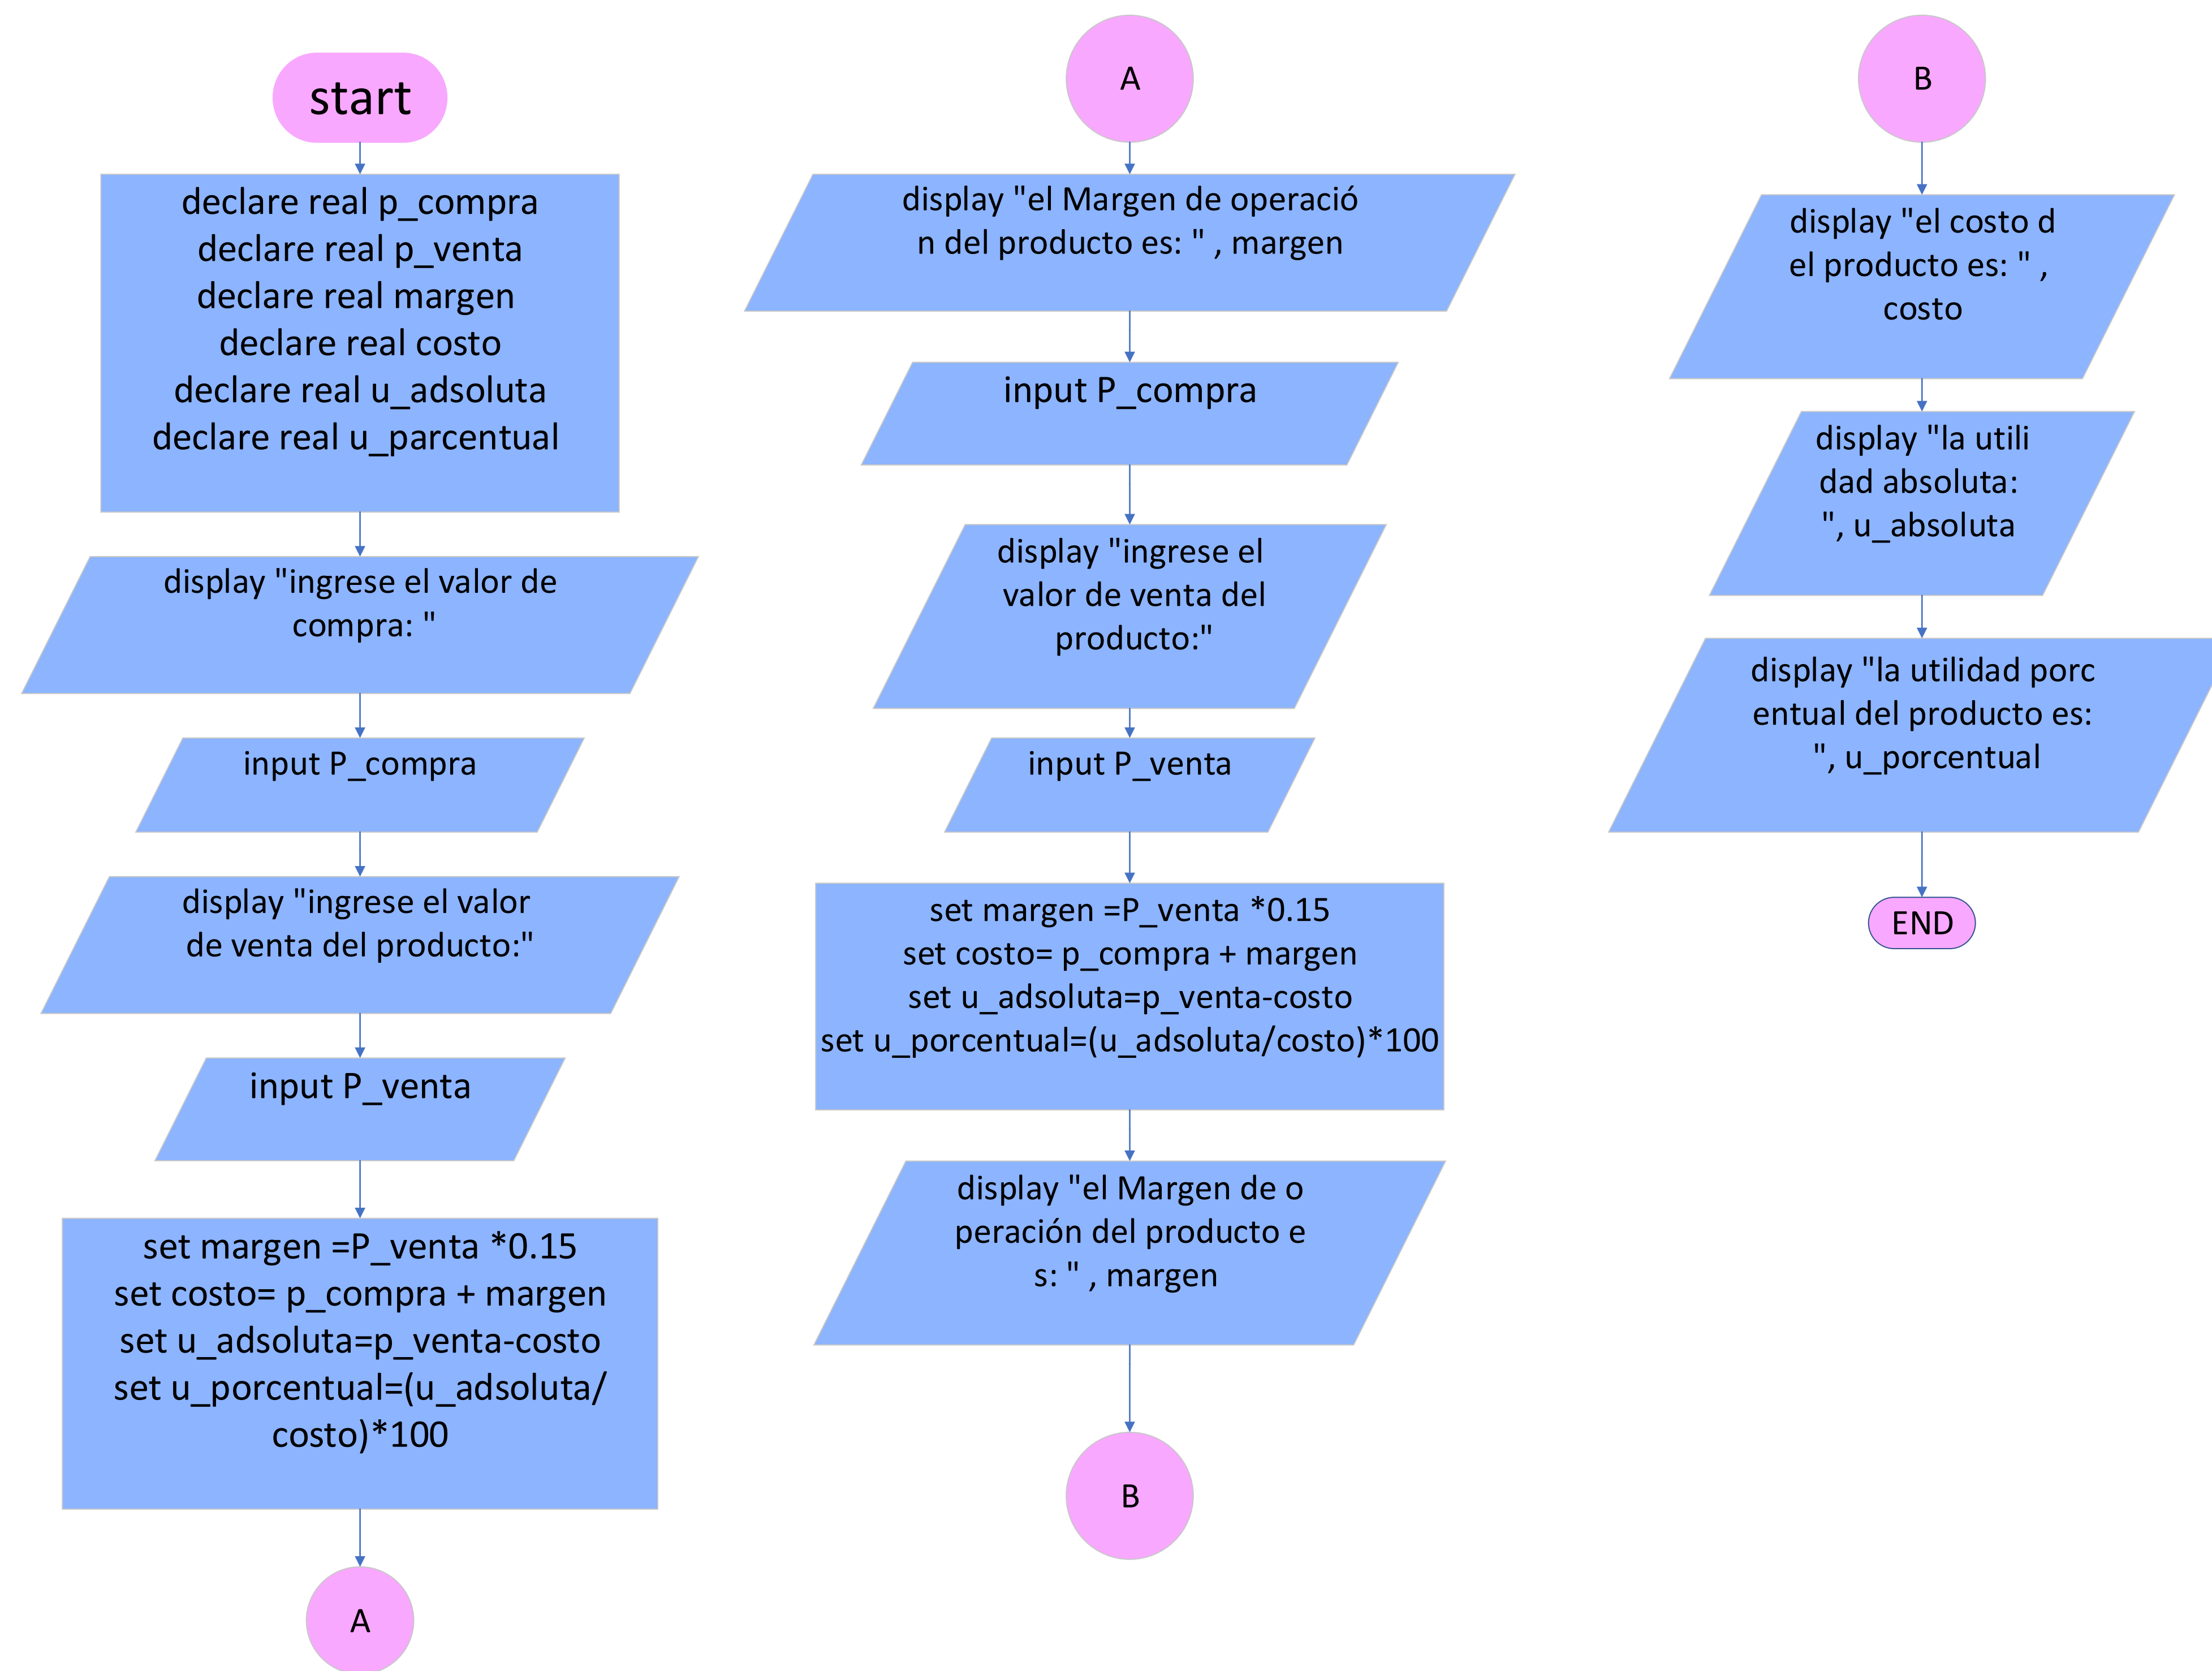 start
declare real p_compra
declare real p_venta
declare real margen
declare real costo
declare real u_adsoluta
declare real u_parcentual
display "ingrese el valor de
compra: "
input P_compra
display "ingrese el valor
de venta del producto:"
input P_venta
set margen =P_venta *0.15
set costo= p_compra + margen
set u_adsoluta=p_venta-costo
set u_porcentual=(u_adsoluta/
costo)*100
A
A
display "el Margen de operació
n del producto es: " , margen
input P_compra
display "ingrese el
valor de venta del
producto:"
input P_venta
set margen =P_venta *0.15
set costo= p_compra + margen
set u_adsoluta=p_venta-costo
set u_porcentual=(u_adsoluta/costo)*100
display "el Margen de o
peración del producto e
s: " , margen
B
B
display "el costo d
el producto es: " ,
costo
display "la utili
dad absoluta:
", u_absoluta
display "la utilidad porc
entual del producto es:
", u_porcentual
END